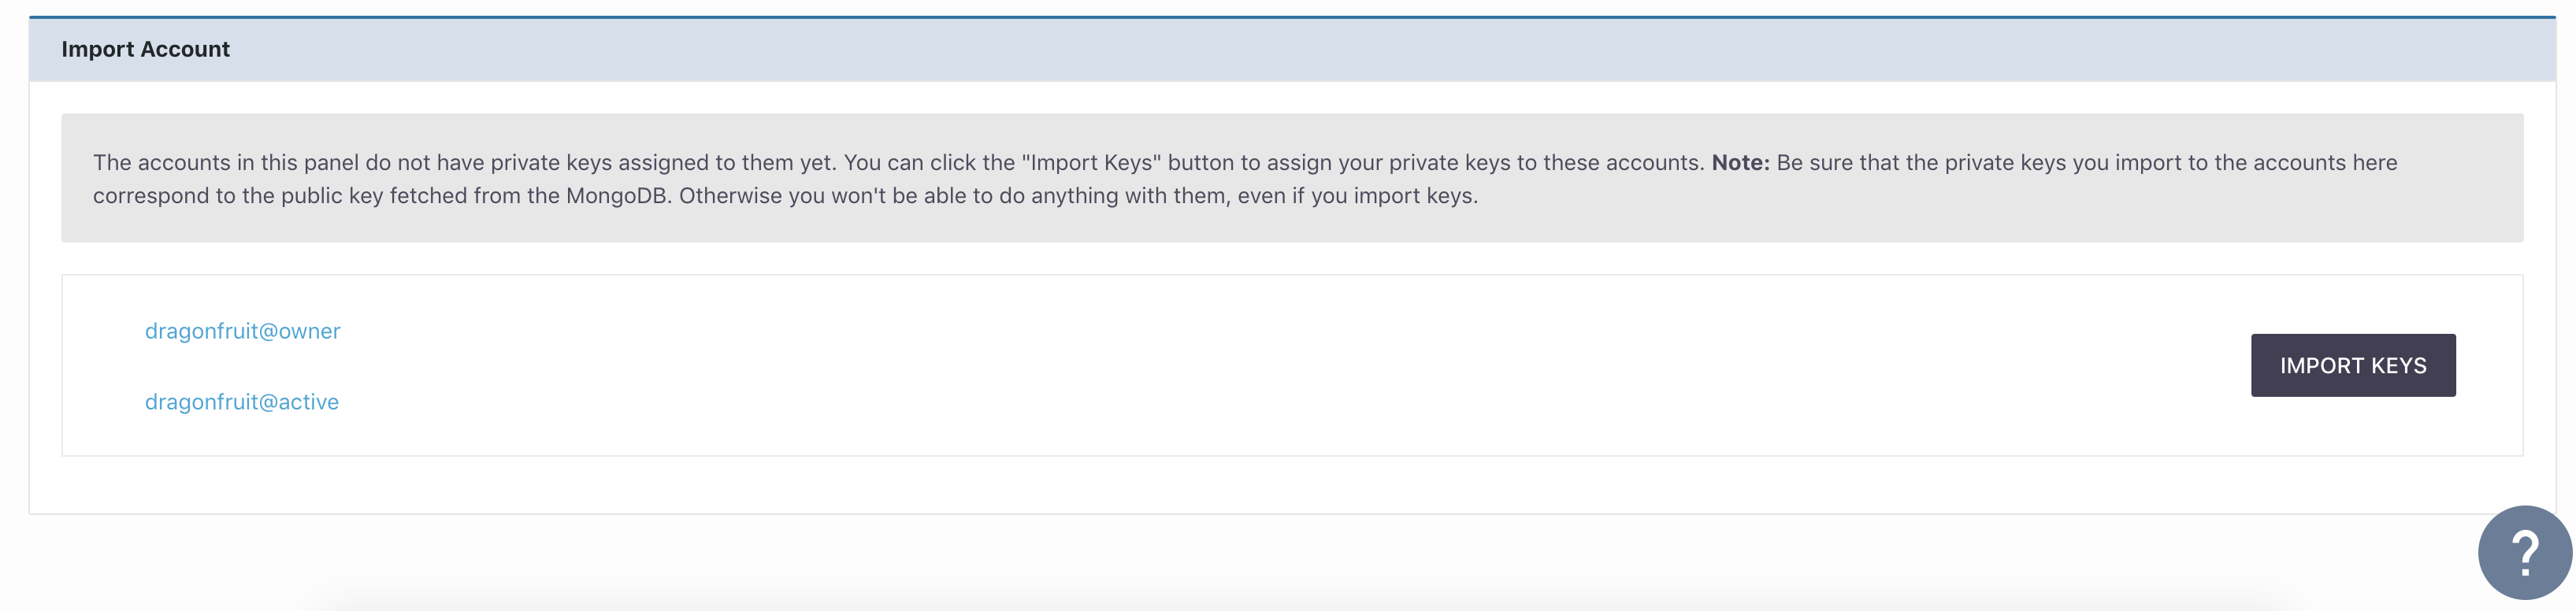 Import Account
The accounts in this panel do not have private keys assigned to them yet. You can click the "Import Keys" button to assign your private keys to these accounts. Note: Be sure that the private keys you import to the accounts here
correspond to the public key fetched from the MongoDB. Otherwise you won't be able to do anything with them, even if you import keys.
dragonfruit@owner
IMPORT KEYS
dragonfruit@active
?